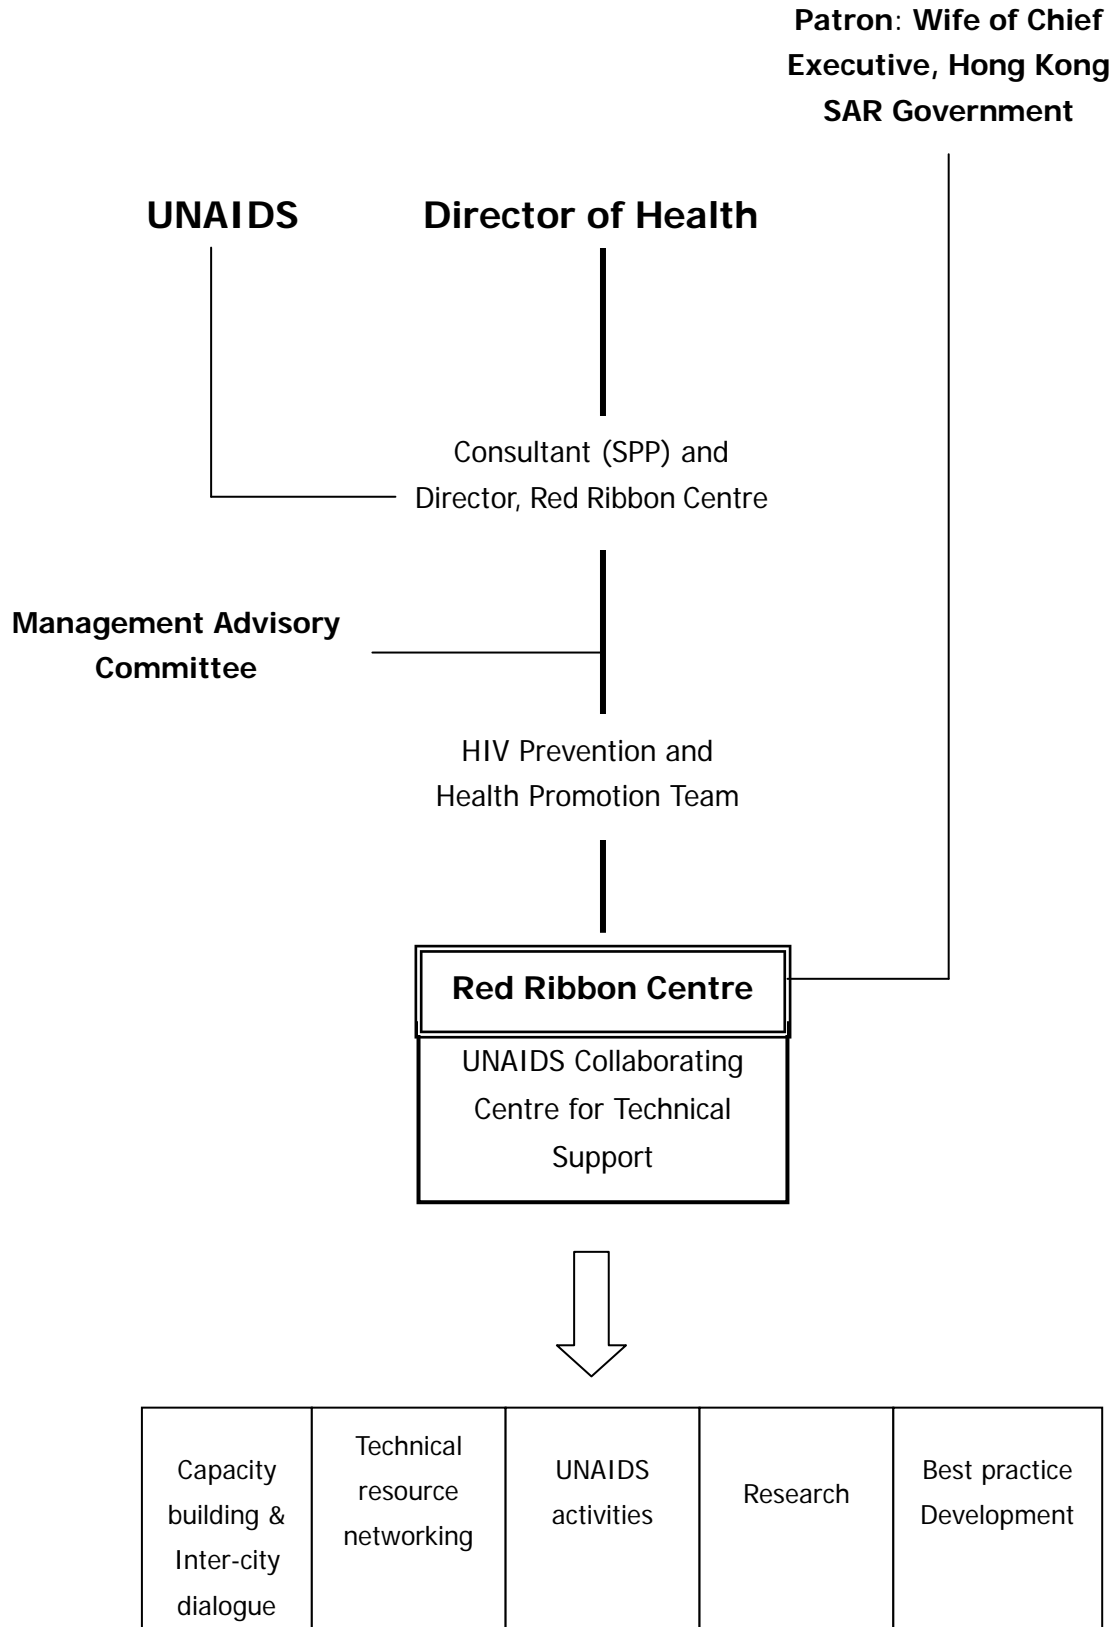 Patron: Wife of Chief
Executive, Hong Kong
SAR Government
UNAIDS
Director of Health
Consultant (SPP) and
Director, Red Ribbon Centre
Management Advisory
Committee
HIV Prevention and
Health Promotion Team
Red Ribbon Centre
UNAIDS Collaborating
Centre for Technical
Support
Capacity
building &
Inter-city
dialogue
Technical
resource
networking
UNAIDS
activities
Research
Best practice
Development